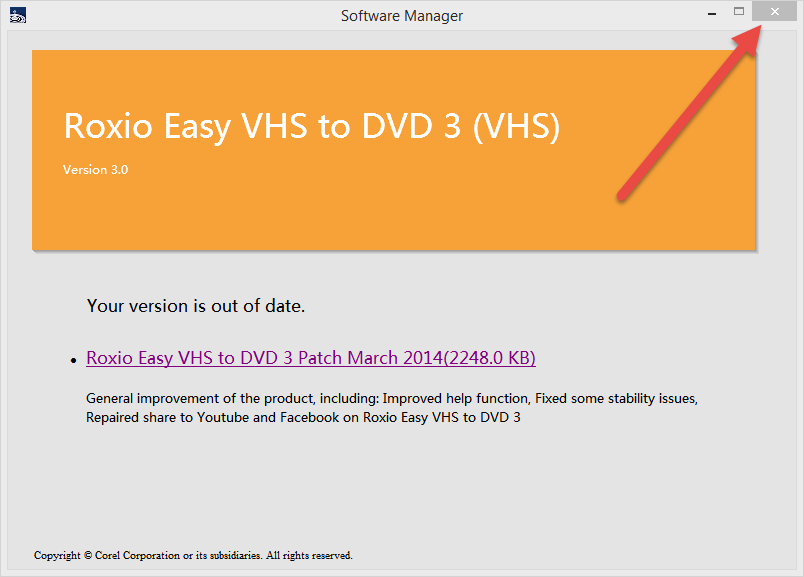 Software Manager
Roxio Easy VHS to DVD 3 (VHS)
Version 3.0
Your version is out of date.
• Roxio Easy VHS to DVD 3 Patch March 2014(2248.0 KB)
General improvement of the product, including: Improved help function, Fixed some stability issues,
Repaired share to Youtube and Facebook on Roxio Easy VHS to DVD 3
Copyright © Corel Corporation or its subsidiaries. All rights reserved.